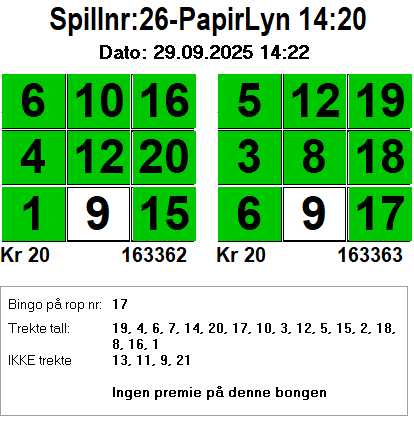 Spillnr:26-PapirLyn 14:20
Dato: 29.09.2025 14:22
6 10 16 5 12 19
4 12 20 3 8 18
1 9 15 6 9 17
Kr 20 163362 Kr 20 163363
Bingo på rop nr: 17
Trekte tall: 19, 4, 6, 7, 14, 20, 17, 10, 3, 12, 5, 15, 2, 18,
8, 16, 1
IKKE trekte 13, 11, 9, 21
Ingen premie på denne bongen